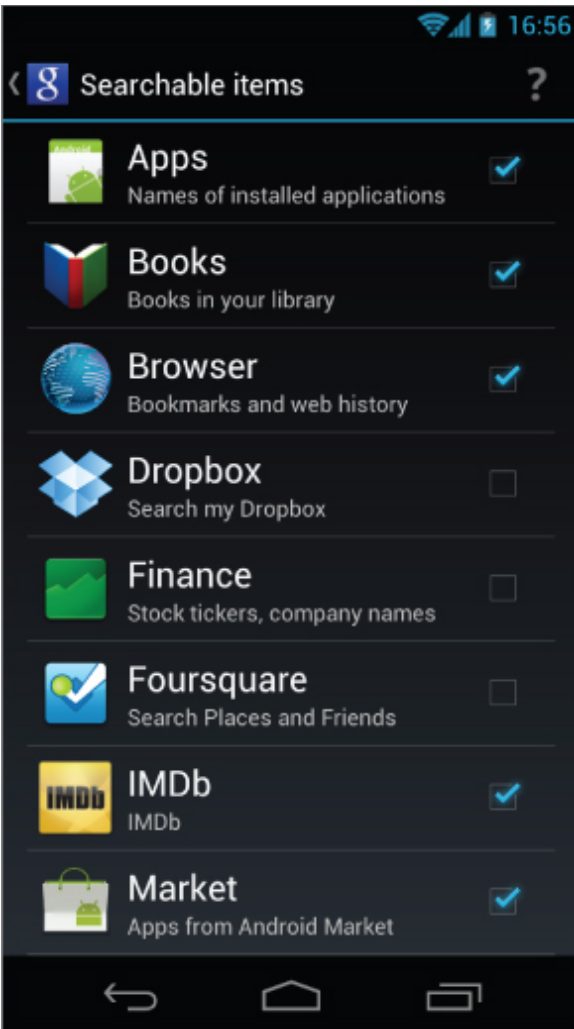 16:56
g Searchable items ?
Android
Apps
Names of installed applications
Books
Books in your library
Browser
Bookmarks and web history
Dropbox
Search my Dropbox
Finance
Stock tickers, company names
Foursquare
Search Places and Friends
IMDb
IMDb
IMDb
Market
Apps from Android Market